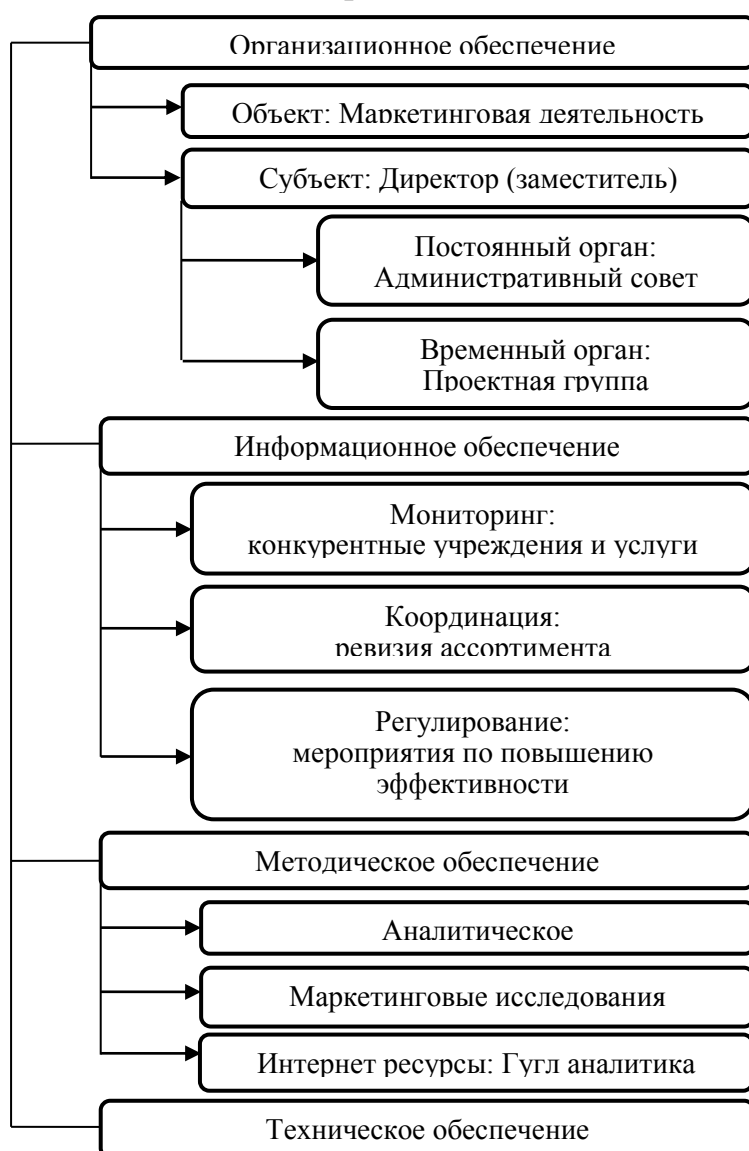 Организационное обеспечение
Объект: Маркетинговая деятельность
Субъект: Директор (заместитель)
Постоянный орган:
Административный совет
Временный орган:
Проектная группа
Информационное обеспечение
Мониторинг:
конкурентные учреждения и услуги
Координация:
ревизия ассортимента
Регулирование:
мероприятия по повышению
эффективности
Методическое обеспечение
Аналитическое
Маркетинговые исследования
Интернет ресурсы: Гугл аналитика
Техническое обеспечение